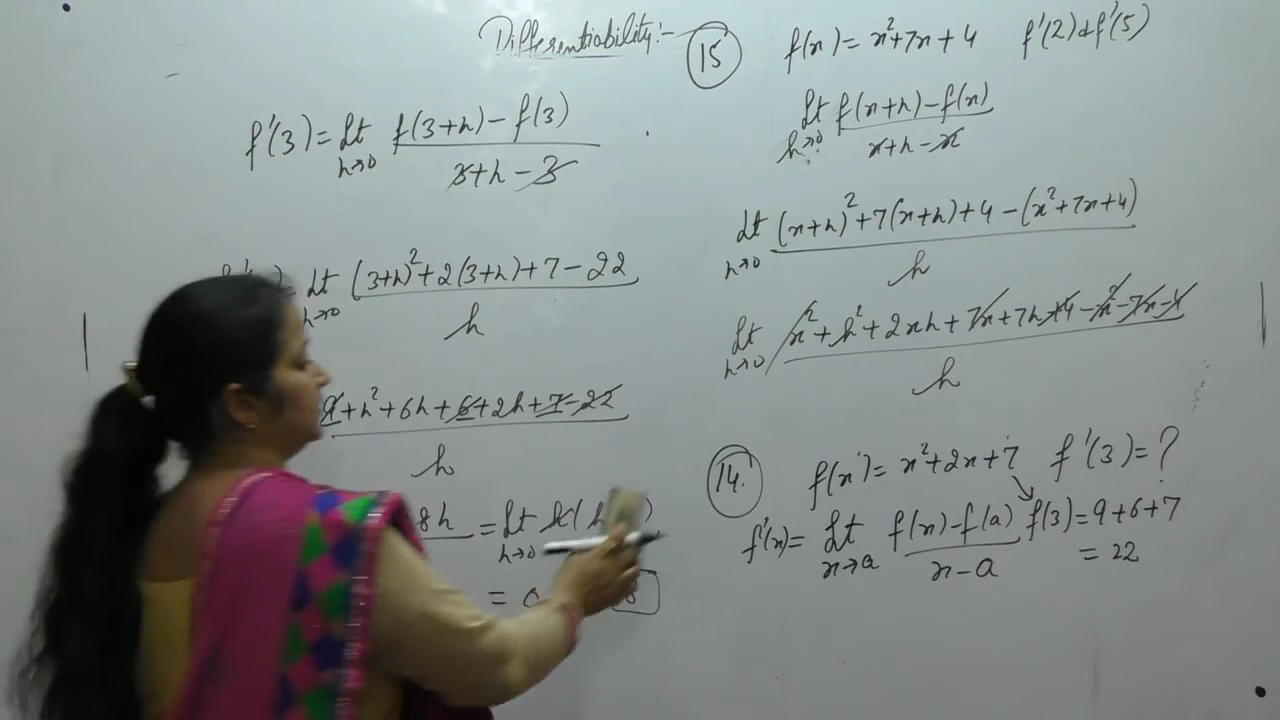 Differentiability:-
f'(3) = Lt h→0 f(3+h) - f(3) / 3+h - 3
Lt h→0 (3+h)² + 2(3+h) + 7 - 22 / h
9 + h² + 6h + 6 + 2h + 7 - 22 / h
8h = Lt h→0 h(h
= 0 8
15 f(x) = x² + 7x + 4 f'(2) & f'(5)
Lt h→0 f(x+h) - f(x) / x+h - x
Lt h→0 (x+h)² + 7(x+h) + 4 - (x² + 7x + 4) / h
Lt h→0 x² + h² + 2xh + 7x + 7h + 4 - x² - 7x - 4 / h
14. f(x) = x² + 2x + 7 f'(3) = ?
f'(x) = Lt x→a f(x) - f(a) / x - a f(3) = 9 + 6 + 7
= 22